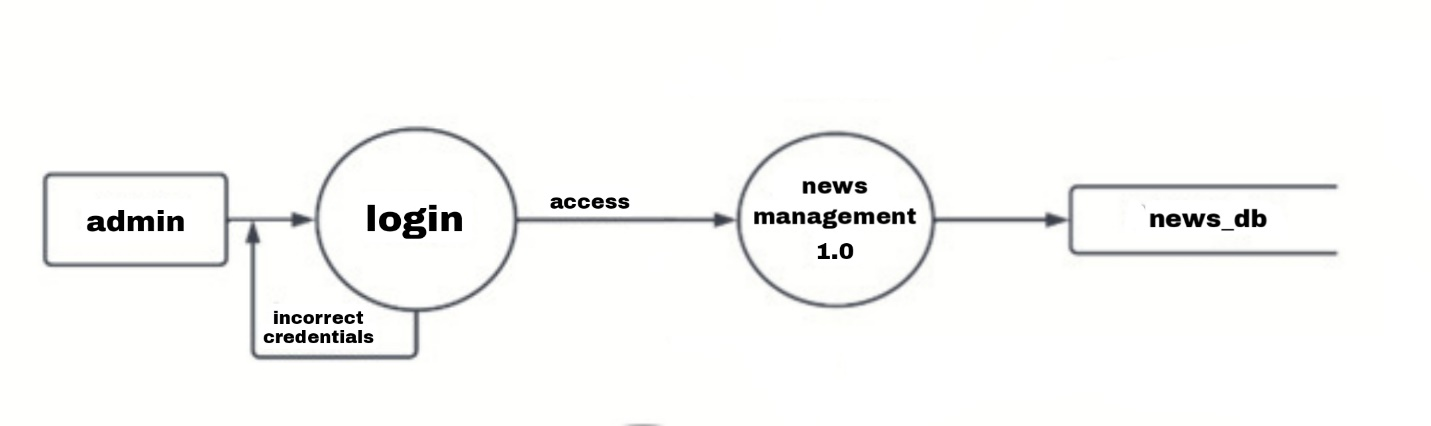 admin
login
access
news
management
1.0
news_db
incorrect
credentials